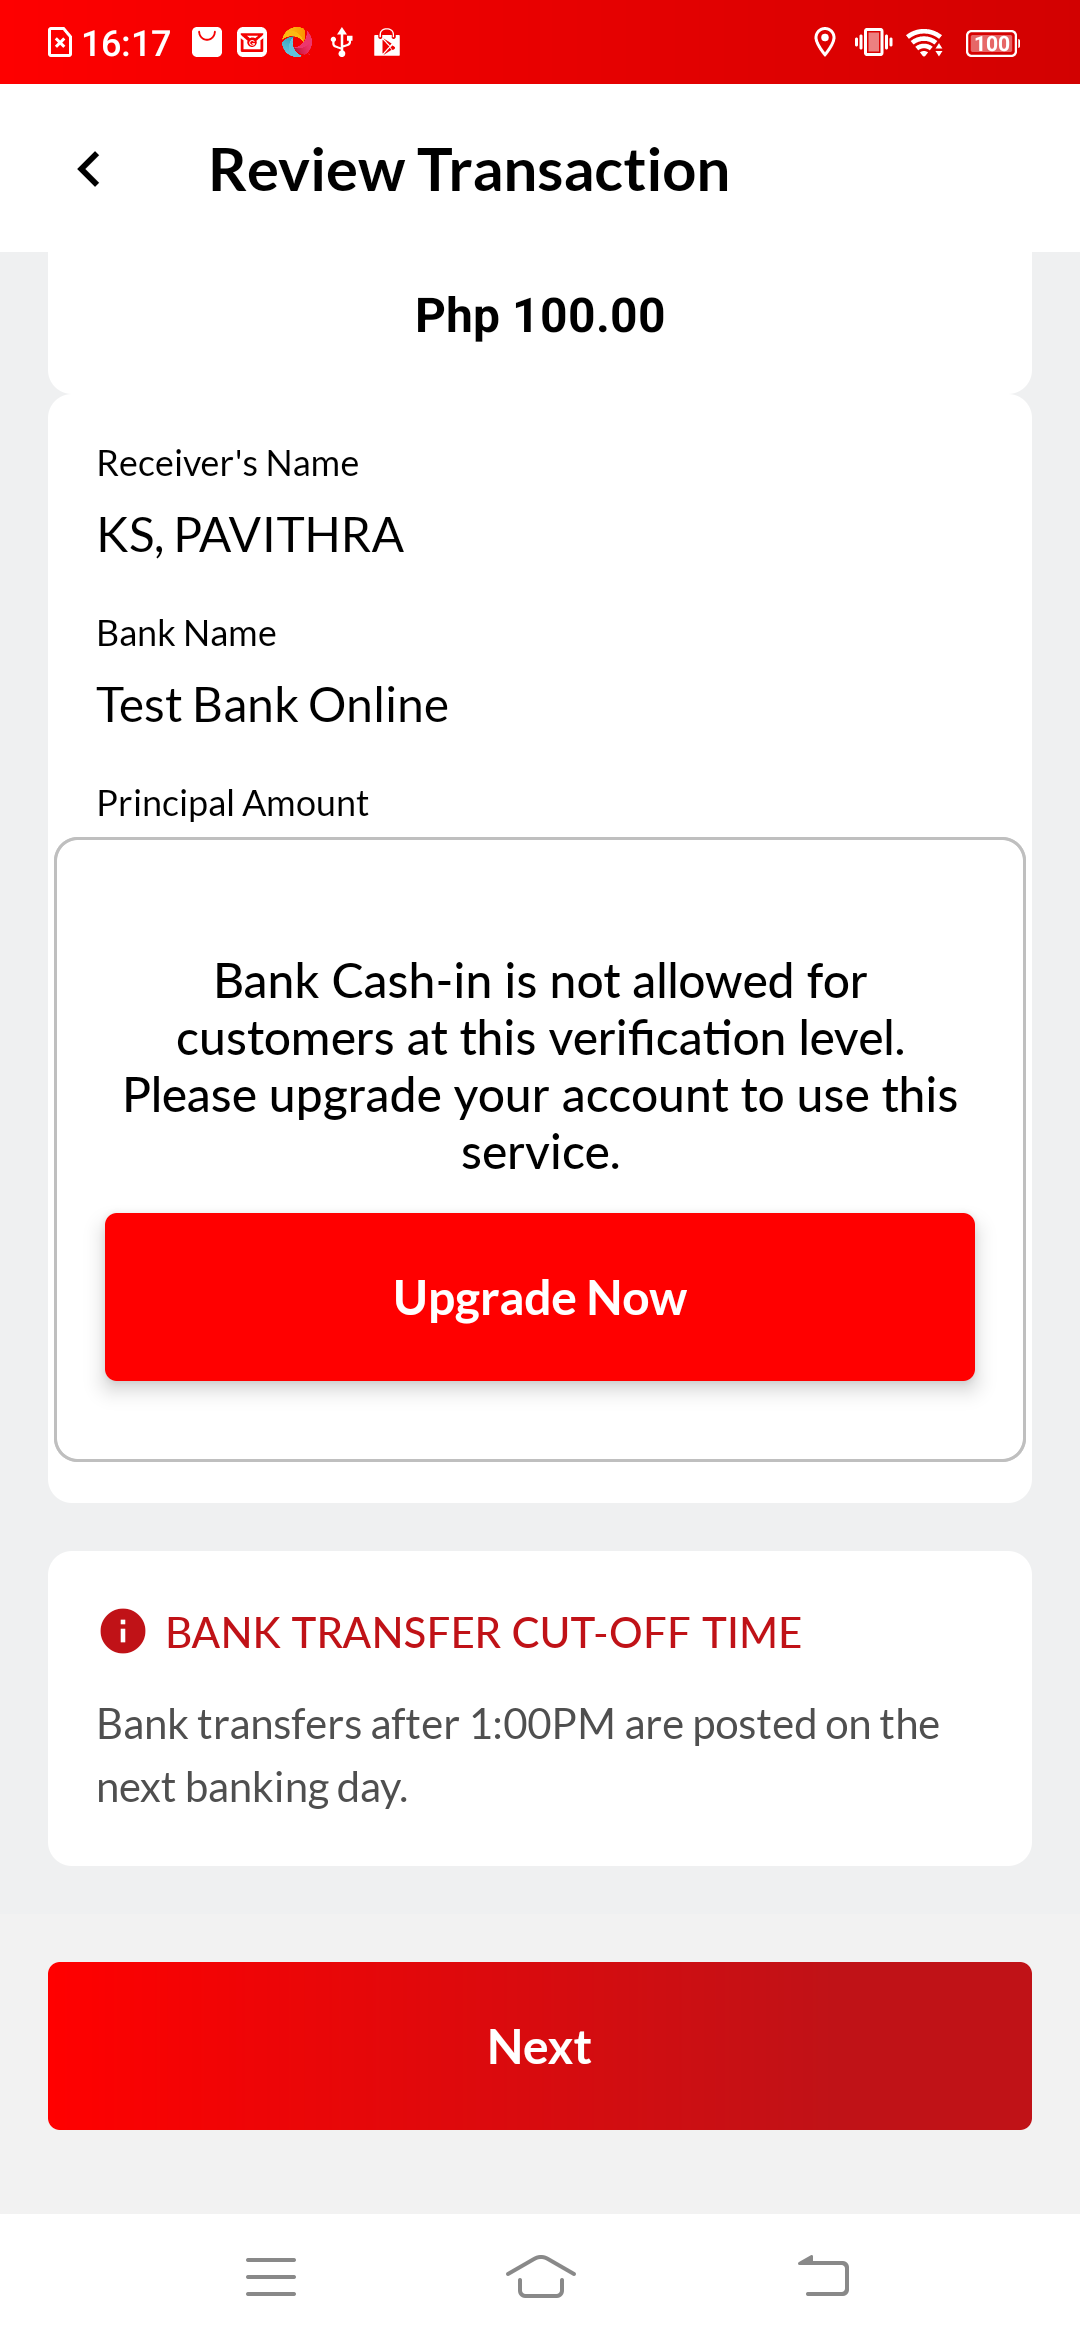 16:17
100
Review Transaction
Php 100.00
Receiver's Name
KS, PAVITHRA
Bank Name
Test Bank Online
Principal Amount
Bank Cash-in is not allowed for
customers at this verification level.
Please upgrade your account to use this
service.
Upgrade Now
BANK TRANSFER CUT-OFF TIME
Bank transfers after 1:00PM are posted on the
next banking day.
Next